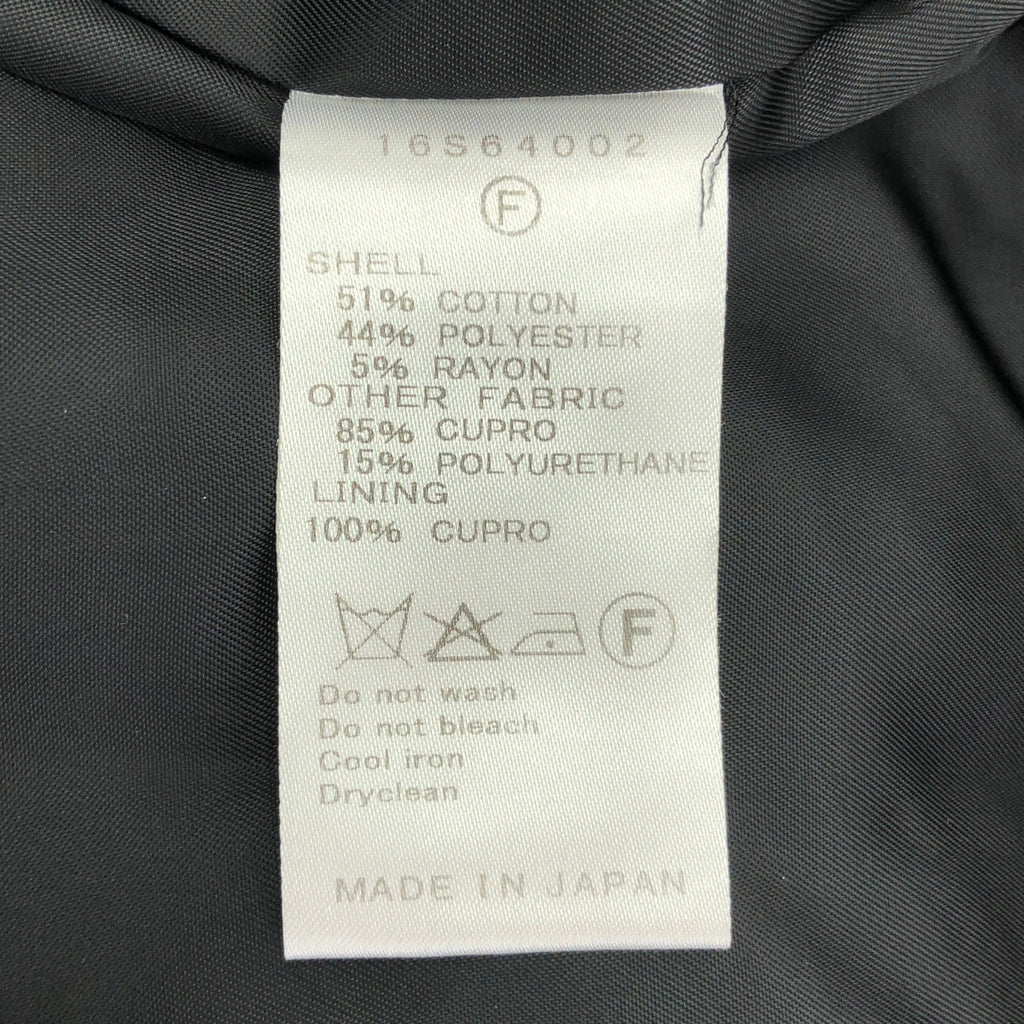 16S64002
F
SHELL
51% COTTON
44% POLYESTER
5% RAYON
OTHER FABRIC
85% CUPRO
15% POLYURETHANE
LINING
100% CUPRO
F
Do not wash
Do not bleach
Cool iron
Dryclean
MADE IN JAPAN